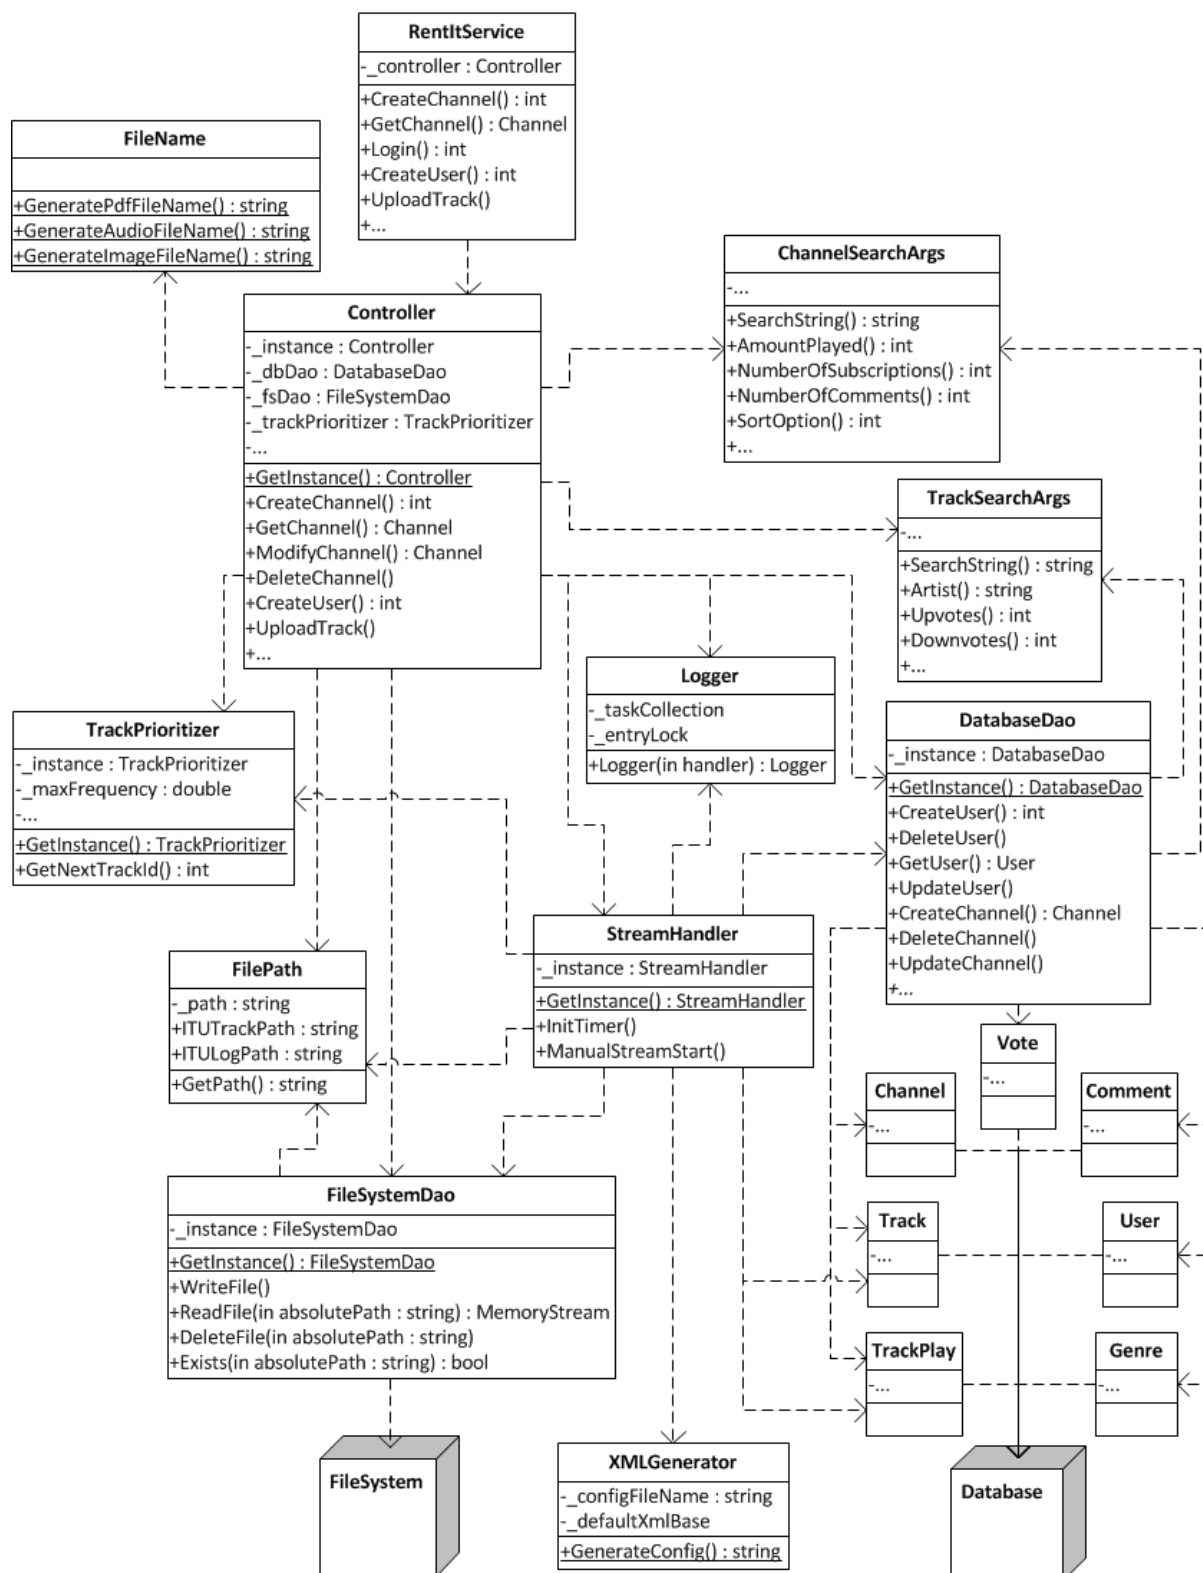 RentItService
-_controller : Controller
+CreateChannel() : int
+GetChannel() : Channel
+Login() : int
+CreateUser() : int
+UploadTrack()
+...
FileName
+GeneratePdfFileName() : string
+GenerateAudioFileName() : string
+GenerateImageFileName() : string
ChannelSearchArgs
-...
+SearchString() : string
+AmountPlayed() : int
+NumberOfSubscriptions() : int
+NumberOfComments() : int
+SortOption() : int
+...
Controller
-_instance : Controller
-_dbDao : DatabaseDao
-_fsDao : FileSystemDao
-_trackPrioritizer : TrackPrioritizer
-...
+GetInstance() : Controller
+CreateChannel() : int
+GetChannel() : Channel
+ModifyChannel() : Channel
+DeleteChannel()
+CreateUser() : int
+UploadTrack()
+...
TrackSearchArgs
-...
+SearchString() : string
+Artist() : string
+Upvotes() : int
+Downvotes() : int
+...
Logger
-_taskCollection
-_entryLock
+Logger(in handler) : Logger
TrackPrioritizer
-_instance : TrackPrioritizer
-_maxFrequency : double
-...
+GetInstance() : TrackPrioritizer
+GetNextTrackId() : int
DatabaseDao
-_instance : DatabaseDao
+GetInstance() : DatabaseDao
+CreateUser() : int
+DeleteUser()
+GetUser() : User
+UpdateUser()
+CreateChannel() : Channel
+DeleteChannel()
+UpdateChannel()
+...
StreamHandler
-_instance : StreamHandler
+GetInstance() : StreamHandler
+InitTimer()
+ManualStreamStart()
FilePath
-_path : string
+ITUTrackPath : string
+ITULogPath : string
+GetPath() : string
Vote
-...
Channel
-...
Comment
-...
FileSystemDao
-_instance : FileSystemDao
+GetInstance() : FileSystemDao
+WriteFile()
+ReadFile(in absolutePath : string) : MemoryStream
+DeleteFile(in absolutePath : string)
+Exists(in absolutePath : string) : bool
Track
-...
User
-...
TrackPlay
-...
Genre
-...
FileSystem
XMLGenerator
-_configFileName : string
-_defaultXmlBase
+GenerateConfig() : string
Database